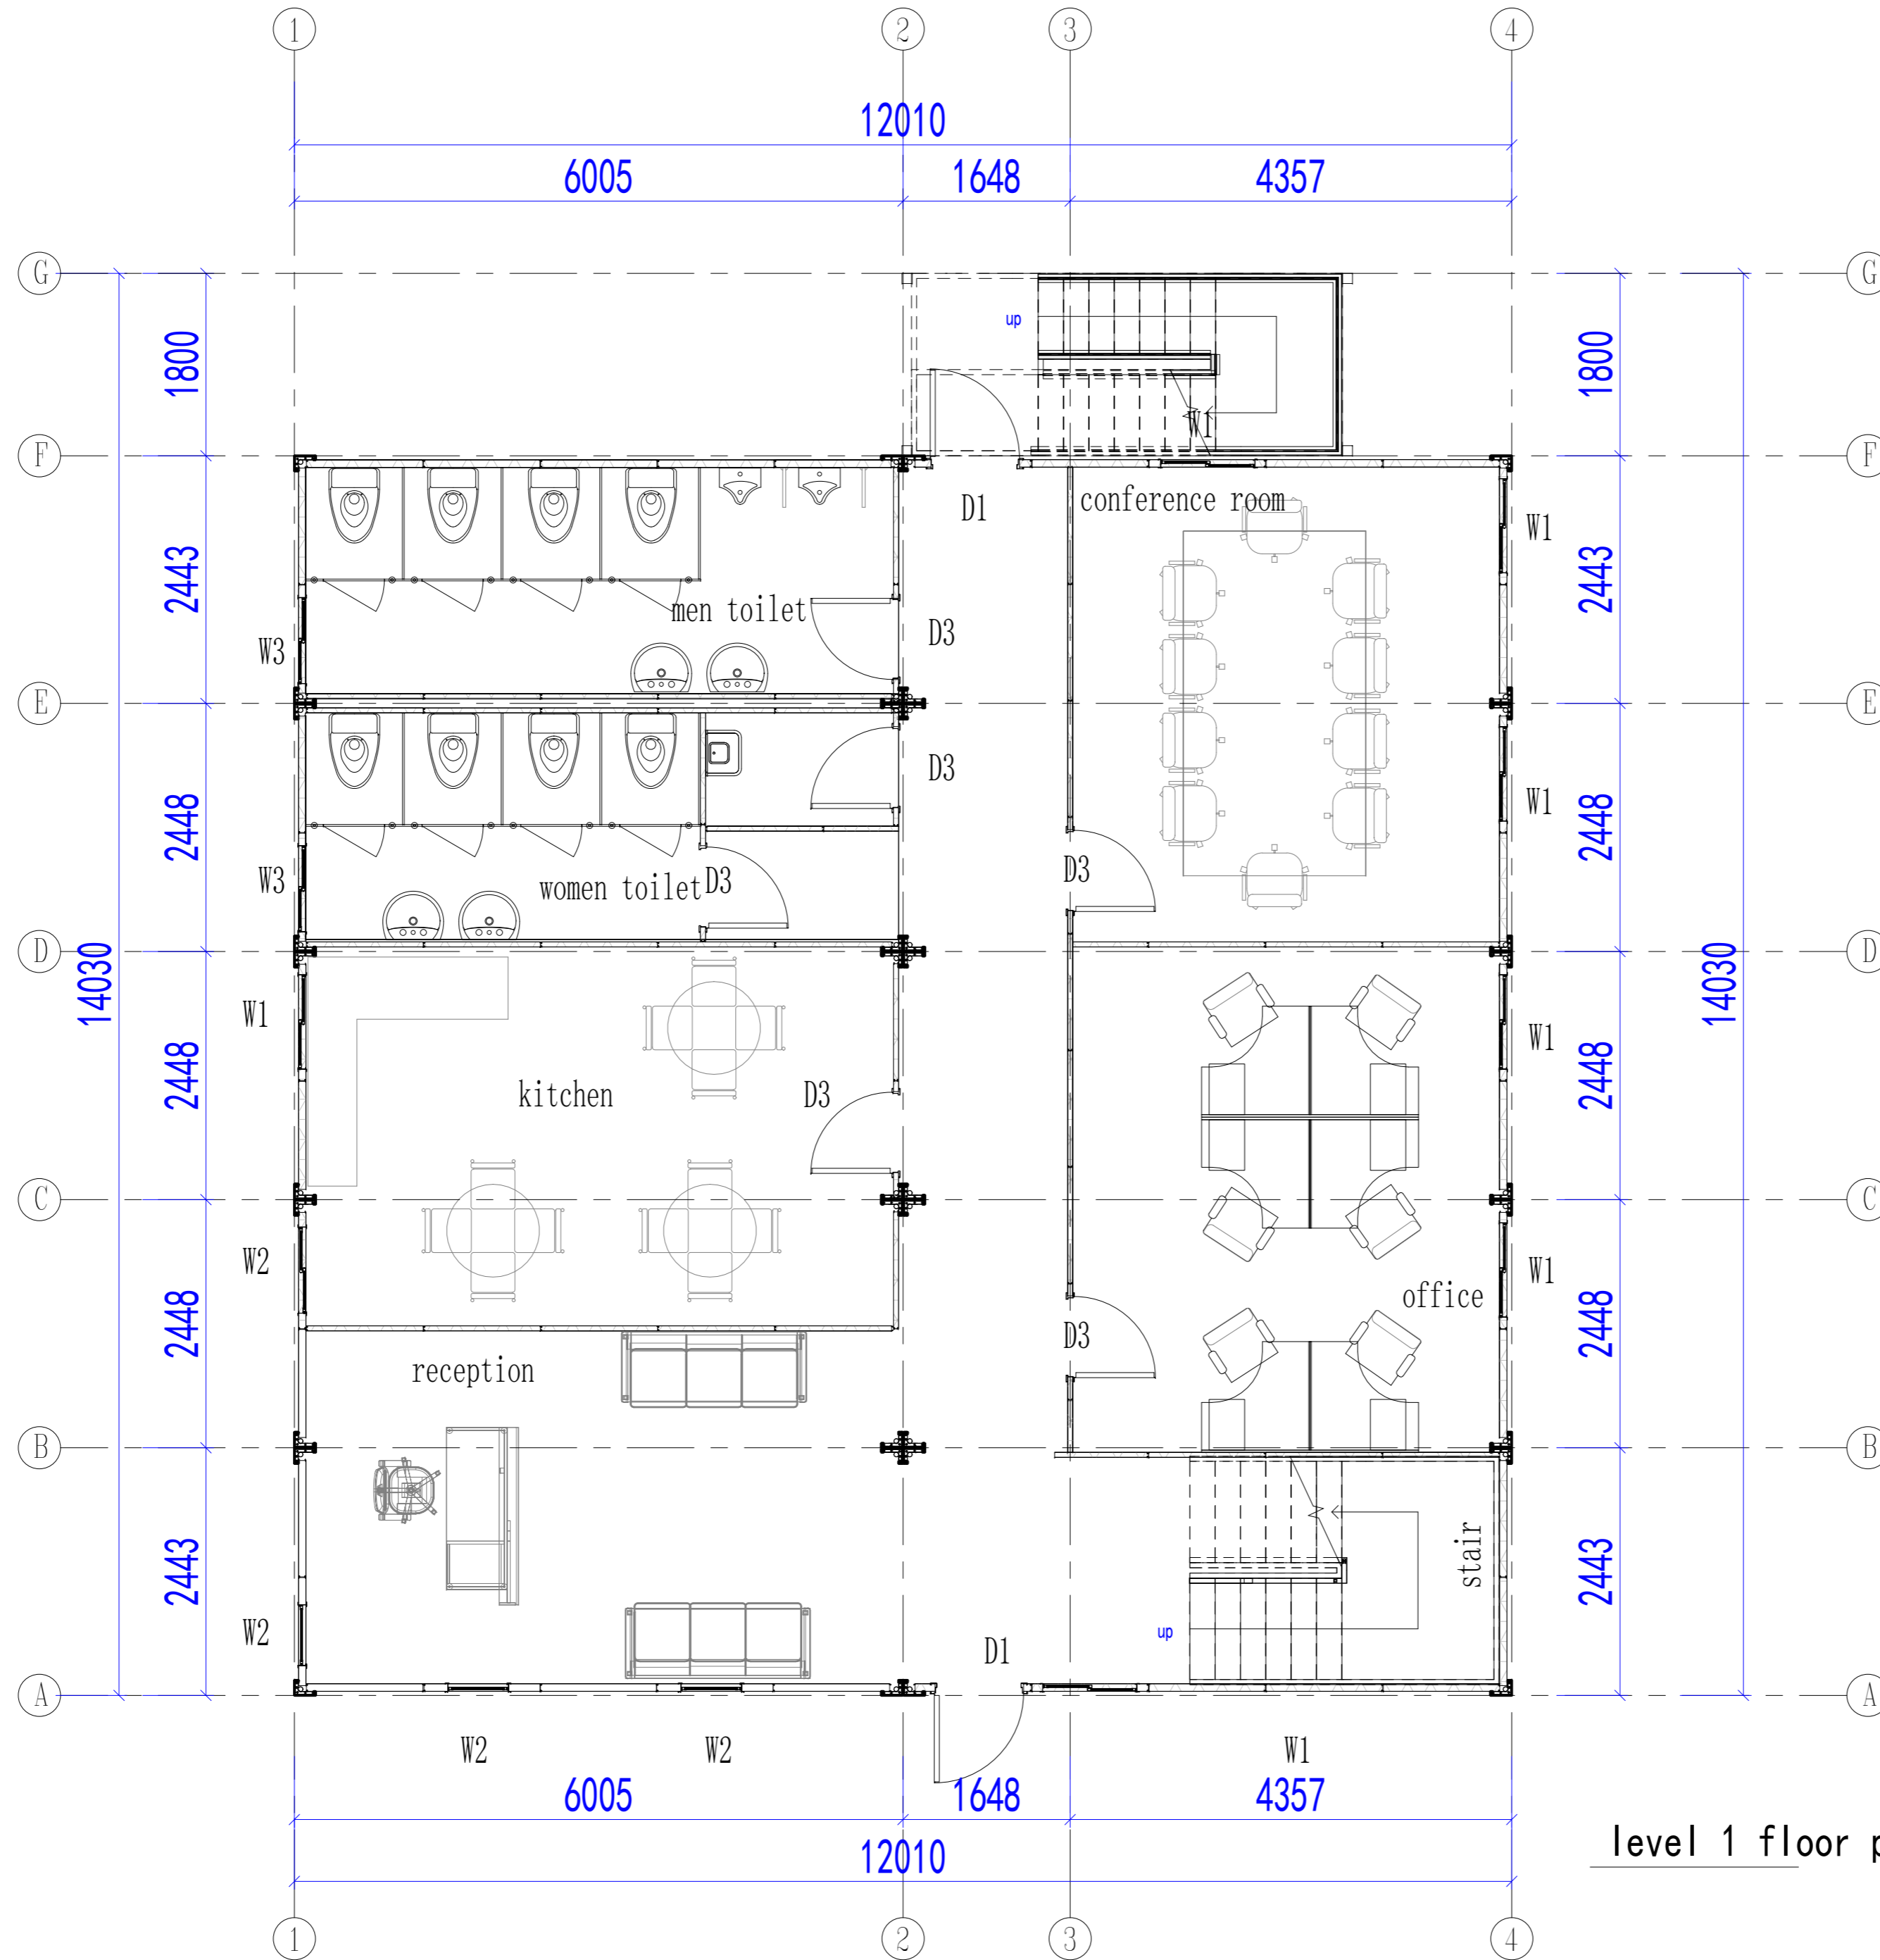 1 2 3 4
12010
6005 1648 4357
G G
up
1800 1800
W1
F F
D1 conference room
W1
2443 2443
men toilet
D3
W3
E E
D3
W1
2448 2448
D3
W3
women toilet D3
D D
14030 14030
W1 W1
2448 2448
kitchen D3
C C
W2 W1
office
2448 2448
D3
reception
B B
stair
2443 2443
W2 up
D1
A A
W2 W2 W1
6005 1648 4357
level 1 floor p
12010
1 2 3 4